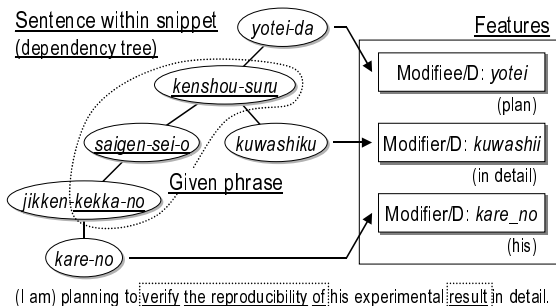 Sentence within snippet
(dependency tree)
yotei-da
kenshou-suru
saigen-sei-o
kuwashiku
jikken-kekka-no
Given phrase
kare-no
Features
Modifiee/D: yotei
(plan)
Modifier/D: kuwashii
(in detail)
Modifier/D: kare_no
(his)
(I am) planning to verify the reproducibility of his experimental result in detail.